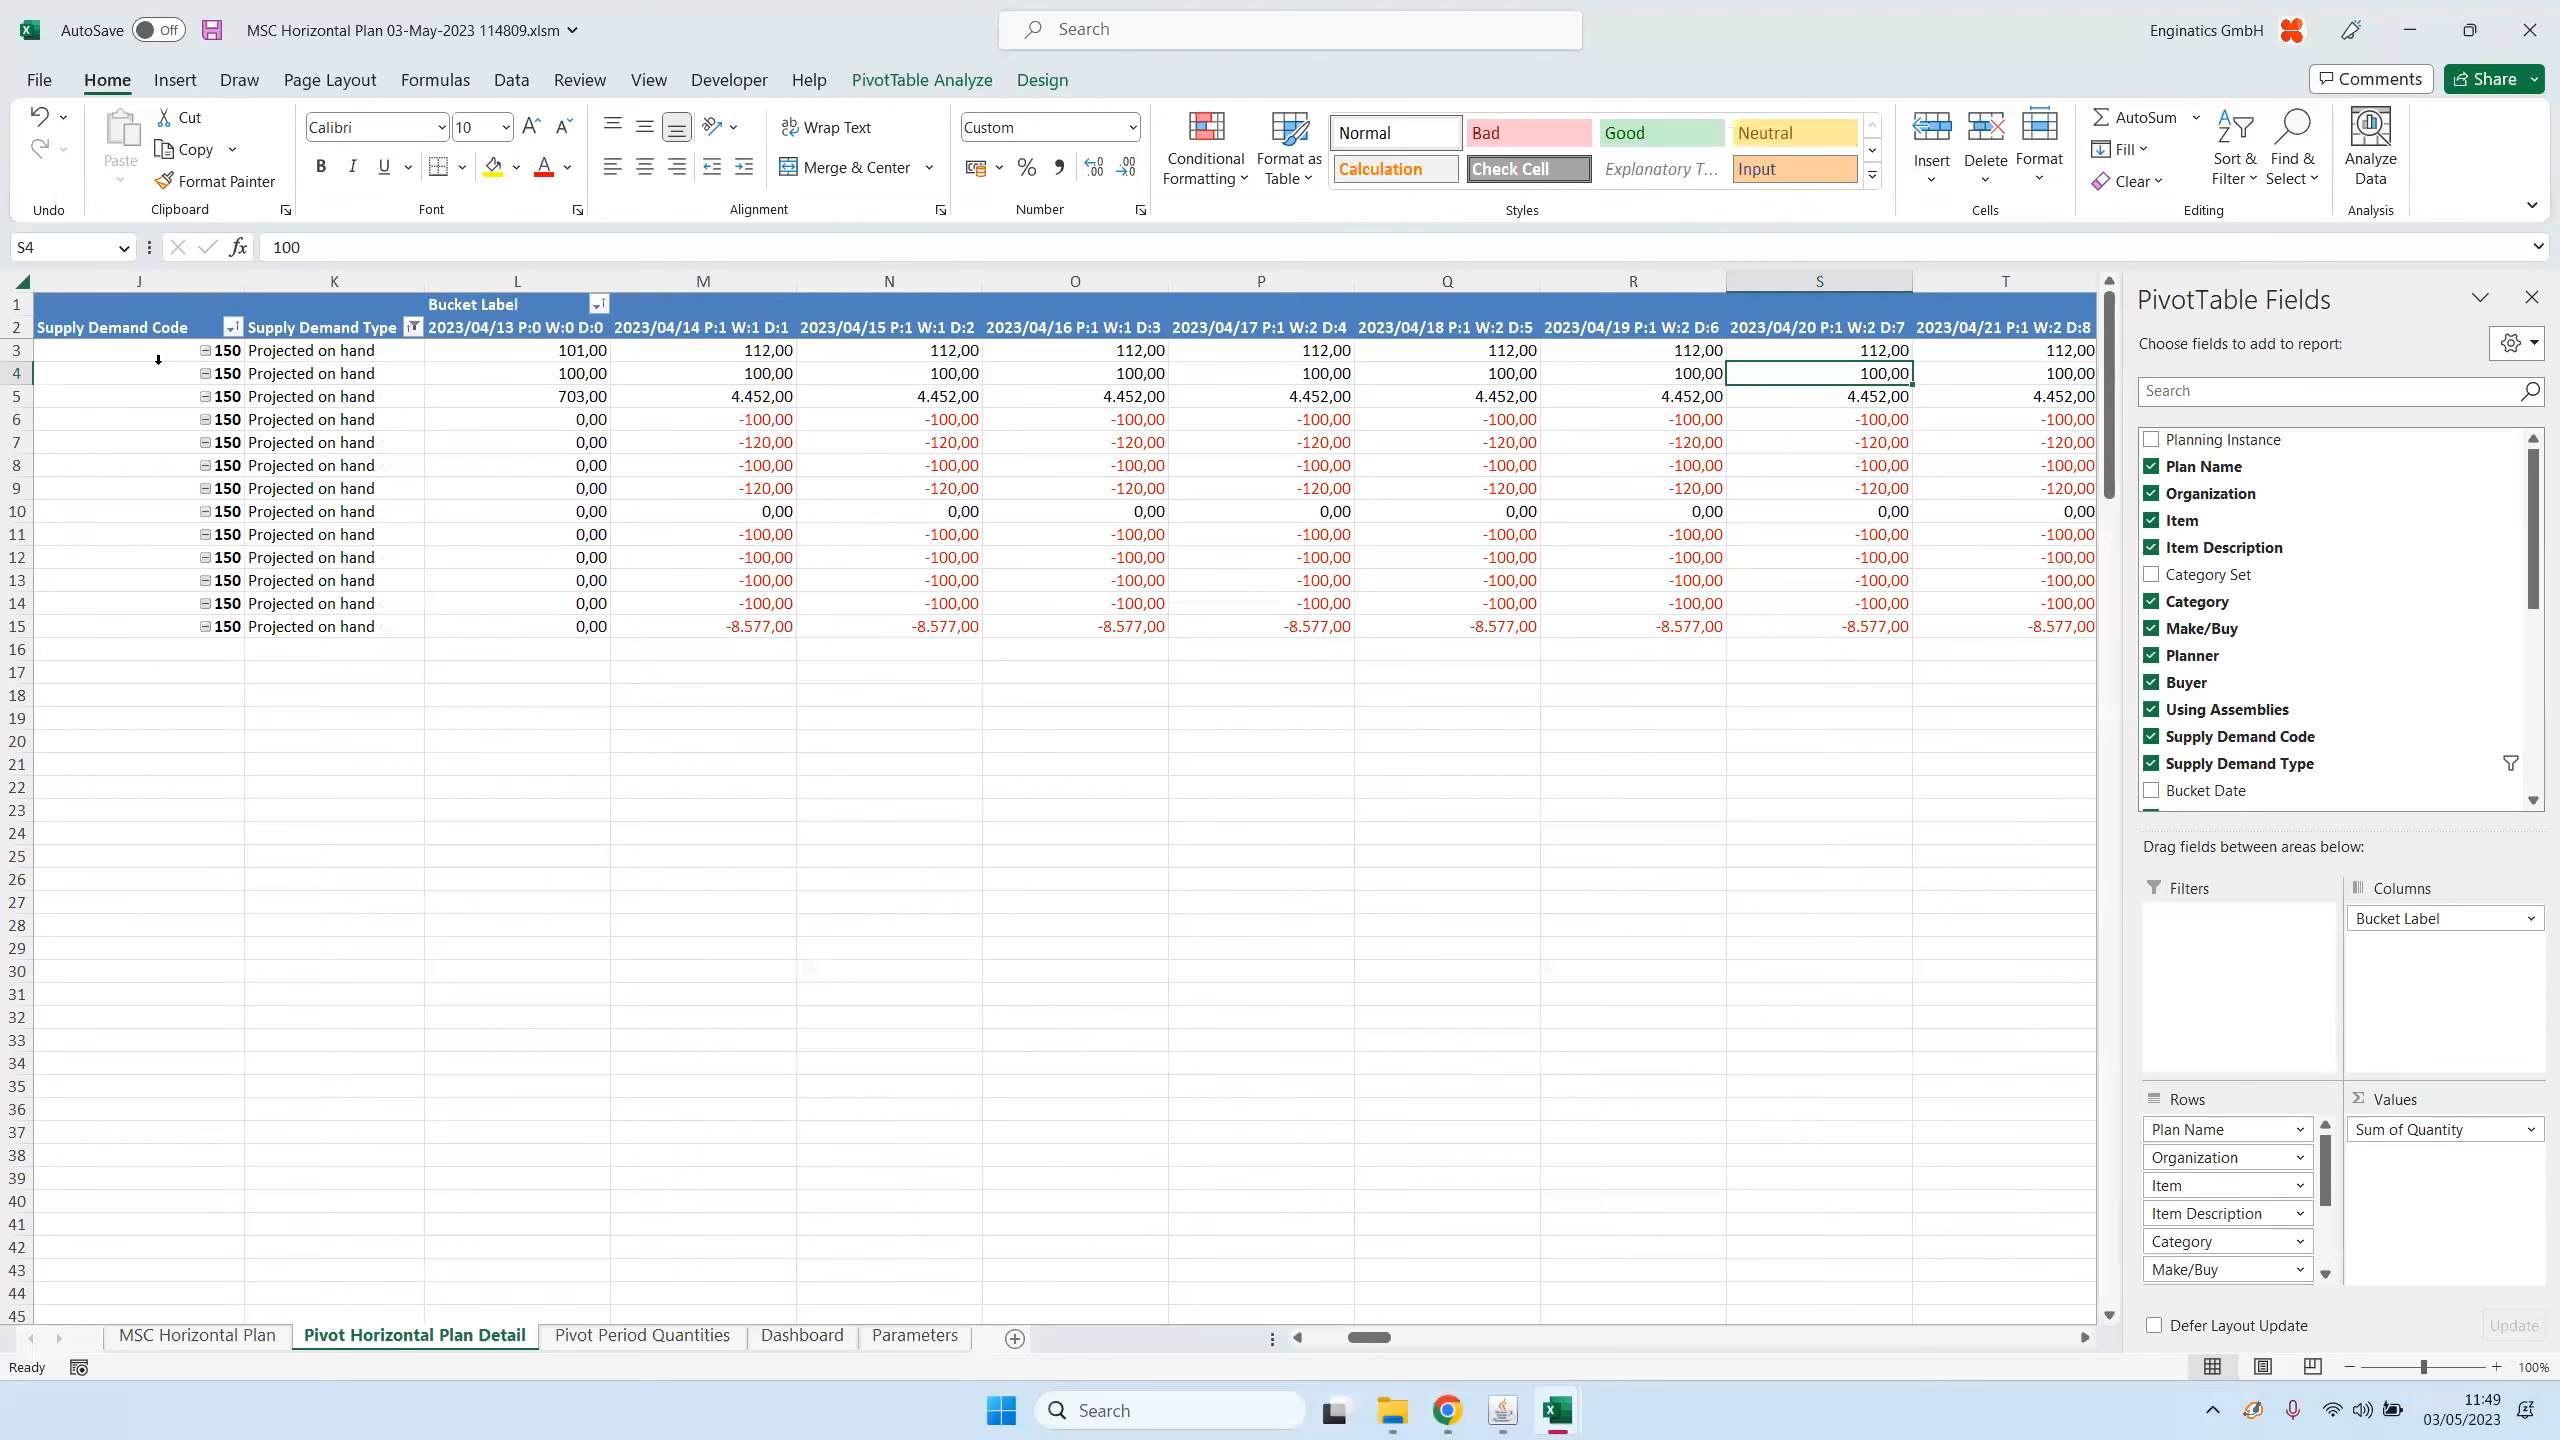 AutoSave Off MSC Horizontal Plan 03-May-2023 114809.xlsm Search Enginatics GmbH
File Home Insert Draw Page Layout Formulas Data Review View Developer Help PivotTable Analyze Design Comments Share
Paste Cut Copy Format Painter Calibri 10 B I U A Wrap Text Merge & Center Custom % Conditional Formatting Format as Table Normal Bad Good Neutral Calculation Check Cell Explanatory T... Input Insert Delete Format AutoSum Fill Clear Sort & Filter Find & Select Analyze Data
Undo Clipboard Font Alignment Number Styles Cells Editing Analysis
S4 fx 100
J K L M N O P Q R S T
1 Bucket Label
2 Supply Demand Code Supply Demand Type 2023/04/13 P:0 W:0 D:0 2023/04/14 P:1 W:1 D:1 2023/04/15 P:1 W:1 D:2 2023/04/16 P:1 W:1 D:3 2023/04/17 P:1 W:2 D:4 2023/04/18 P:1 W:2 D:5 2023/04/19 P:1 W:2 D:6 2023/04/20 P:1 W:2 D:7 2023/04/21 P:1 W:2 D:8
3 150 Projected on hand 101,00 112,00 112,00 112,00 112,00 112,00 112,00 112,00 112,00
4 150 Projected on hand 100,00 100,00 100,00 100,00 100,00 100,00 100,00 100,00 100,00
5 150 Projected on hand 703,00 4.452,00 4.452,00 4.452,00 4.452,00 4.452,00 4.452,00 4.452,00 4.452,00
6 150 Projected on hand 0,00 -100,00 -100,00 -100,00 -100,00 -100,00 -100,00 -100,00 -100,00
7 150 Projected on hand 0,00 -120,00 -120,00 -120,00 -120,00 -120,00 -120,00 -120,00 -120,00
8 150 Projected on hand 0,00 -100,00 -100,00 -100,00 -100,00 -100,00 -100,00 -100,00 -100,00
9 150 Projected on hand 0,00 -120,00 -120,00 -120,00 -120,00 -120,00 -120,00 -120,00 -120,00
10 150 Projected on hand 0,00 0,00 0,00 0,00 0,00 0,00 0,00 0,00 0,00
11 150 Projected on hand 0,00 -100,00 -100,00 -100,00 -100,00 -100,00 -100,00 -100,00 -100,00
12 150 Projected on hand 0,00 -100,00 -100,00 -100,00 -100,00 -100,00 -100,00 -100,00 -100,00
13 150 Projected on hand 0,00 -100,00 -100,00 -100,00 -100,00 -100,00 -100,00 -100,00 -100,00
14 150 Projected on hand 0,00 -100,00 -100,00 -100,00 -100,00 -100,00 -100,00 -100,00 -100,00
15 150 Projected on hand 0,00 -8.577,00 -8.577,00 -8.577,00 -8.577,00 -8.577,00 -8.577,00 -8.577,00 -8.577,00
16
17
18
19
20
21
22
23
24
25
26
27
28
29
30
31
32
33
34
35
36
37
38
39
40
41
42
43
44
45
PivotTable Fields
Choose fields to add to report:
Search
Planning Instance
Plan Name
Organization
Item
Item Description
Category Set
Category
Make/Buy
Planner
Buyer
Using Assemblies
Supply Demand Code
Supply Demand Type
Bucket Date
Drag fields between areas below:
Filters Columns
Bucket Label
Rows Values
Plan Name Sum of Quantity
Organization
Item
Item Description
Category
Make/Buy
Defer Layout Update Update
MSC Horizontal Plan Pivot Horizontal Plan Detail Pivot Period Quantities Dashboard Parameters
Ready 100%
Search 11:49
03/05/2023